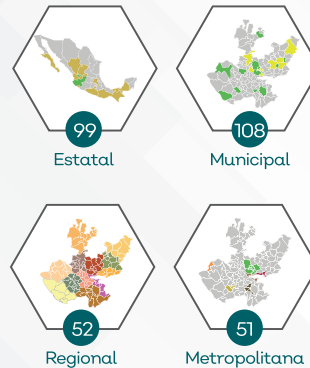 99
Estatal
108
Municipal
52
Regional
51
Metropolitana